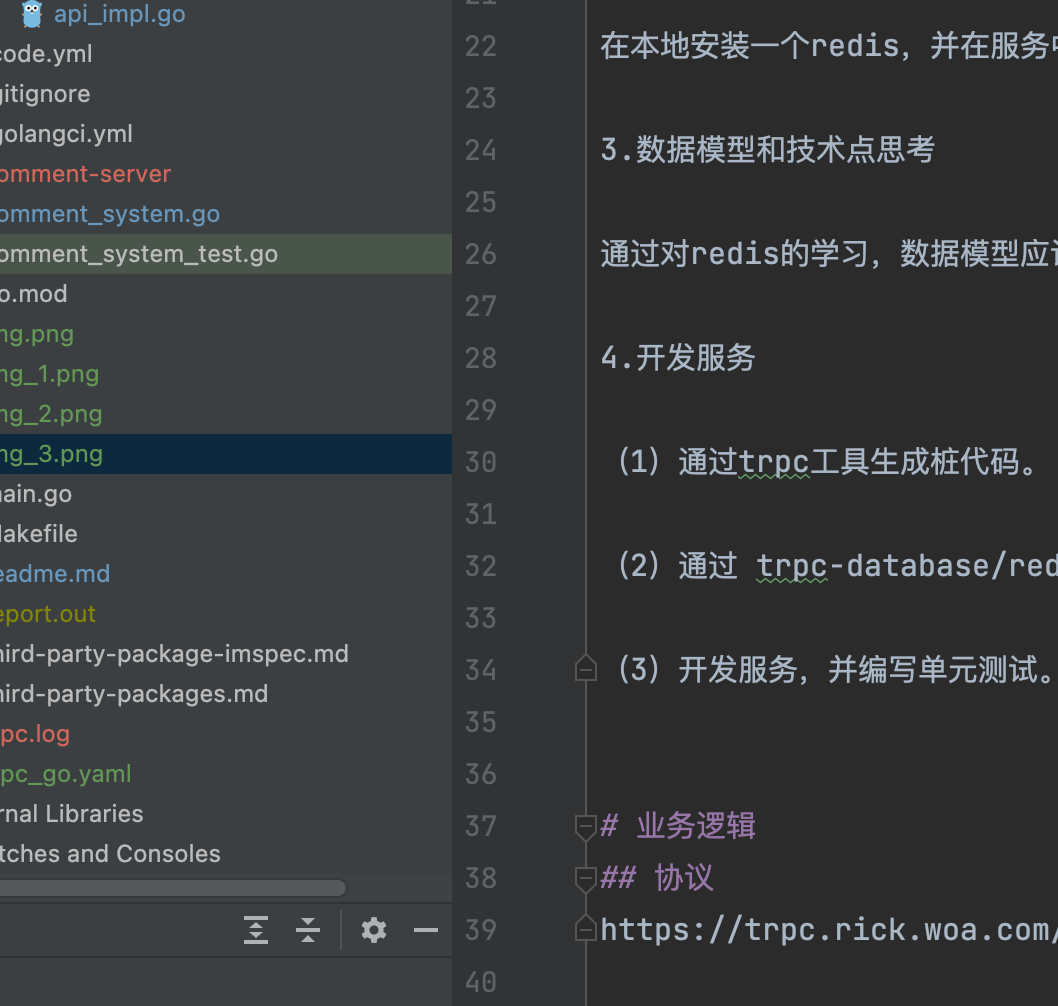 api_impl.go
code.yml
gitignore
golangci.yml
omment-server
omment_system.go
omment_system_test.go
o.mod
ng.png
ng_1.png
ng_2.png
ng_3.png
ain.go
akefile
eadme.md
eport.out
hird-party-package-imspec.md
hird-party-packages.md
pc.log
pc_go.yaml
rnal Libraries
tches and Consoles
21
22 在本地安装一个redis，并在服务中
23
24 3.数据模型和技术点思考
25
26 通过对redis的学习，数据模型应该
27
28 4.开发服务
29
30 （1）通过trpc工具生成桩代码。
31
32 （2）通过 trpc-database/red
33
34 （3）开发服务，并编写单元测试。
35
36
37 # 业务逻辑
38 ## 协议
39 https://trpc.rick.woa.com/
40